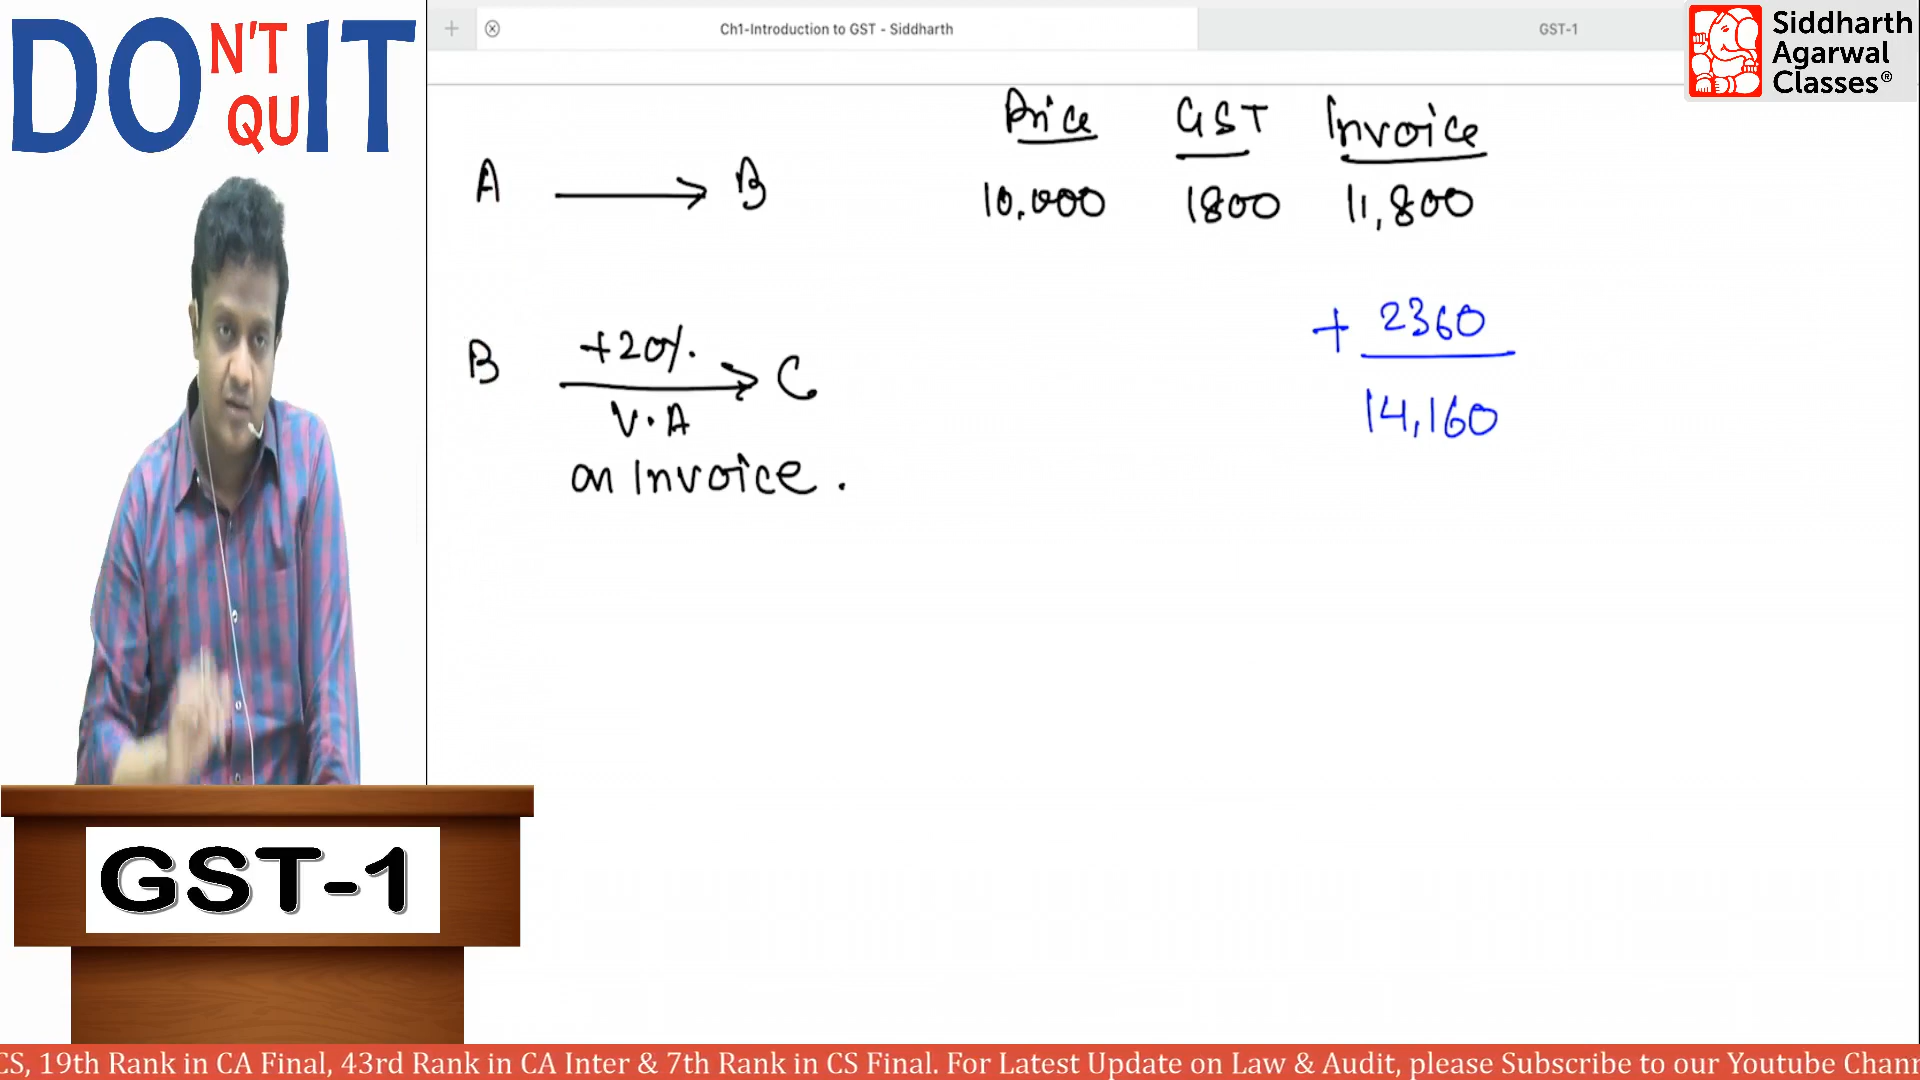 DON'T QUIT
Ch1-Introduction to GST - Siddharth
GST-1
Siddharth
Agarwal
Classes®
Price GST Invoice
A → B 10,000 1800 11,800
+ 2360
B +20% → C
14,160
V.A
on Invoice.
GST-1
CS, 19th Rank in CA Final, 43rd Rank in CA Inter & 7th Rank in CS Final. For Latest Update on Law & Audit, please Subscribe to our Youtube Chann